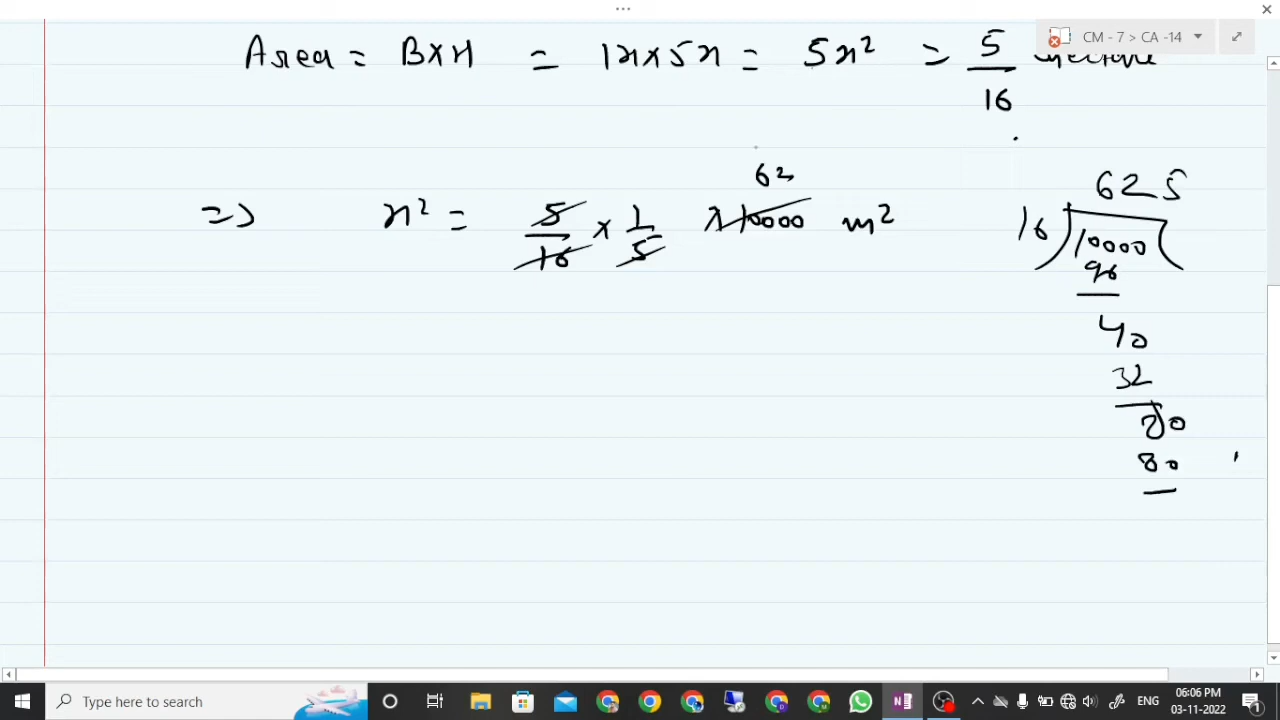 CM - 7 > CA -14
Area = B×H = 1x×5x = 5x² = 5/16
=> x² = 5/16 × 1/5 ×10000 m²
62
625
16)10000(
96
40
32
80
80
Type here to search
ENG
06:06 PM
03-11-2022